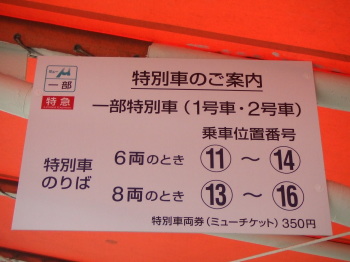 ミュー
一部
特別車のご案内
特急
一部特別車（1号車・2号車）
乗車位置番号
特別車のりば
6両のとき ⑪ ～ ⑭
8両のとき ⑬ ～ ⑯
特別車両券（ミューチケット）350円